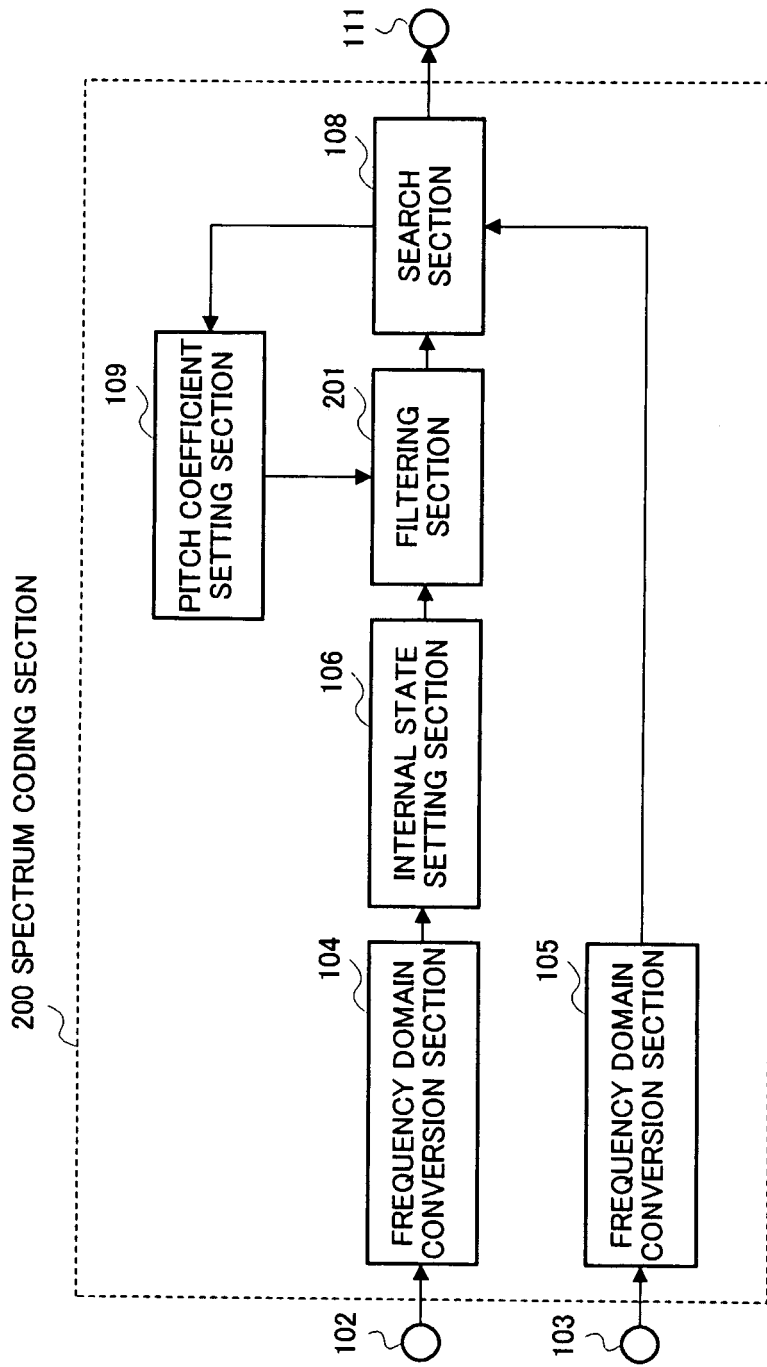 200 SPECTRUM CODING SECTION
109
PITCH COEFFICIENT
SETTING SECTION
102
104
FREQUENCY DOMAIN
CONVERSION SECTION
106
INTERNAL STATE
SETTING SECTION
201
FILTERING
SECTION
108
SEARCH
SECTION
111
103
105
FREQUENCY DOMAIN
CONVERSION SECTION